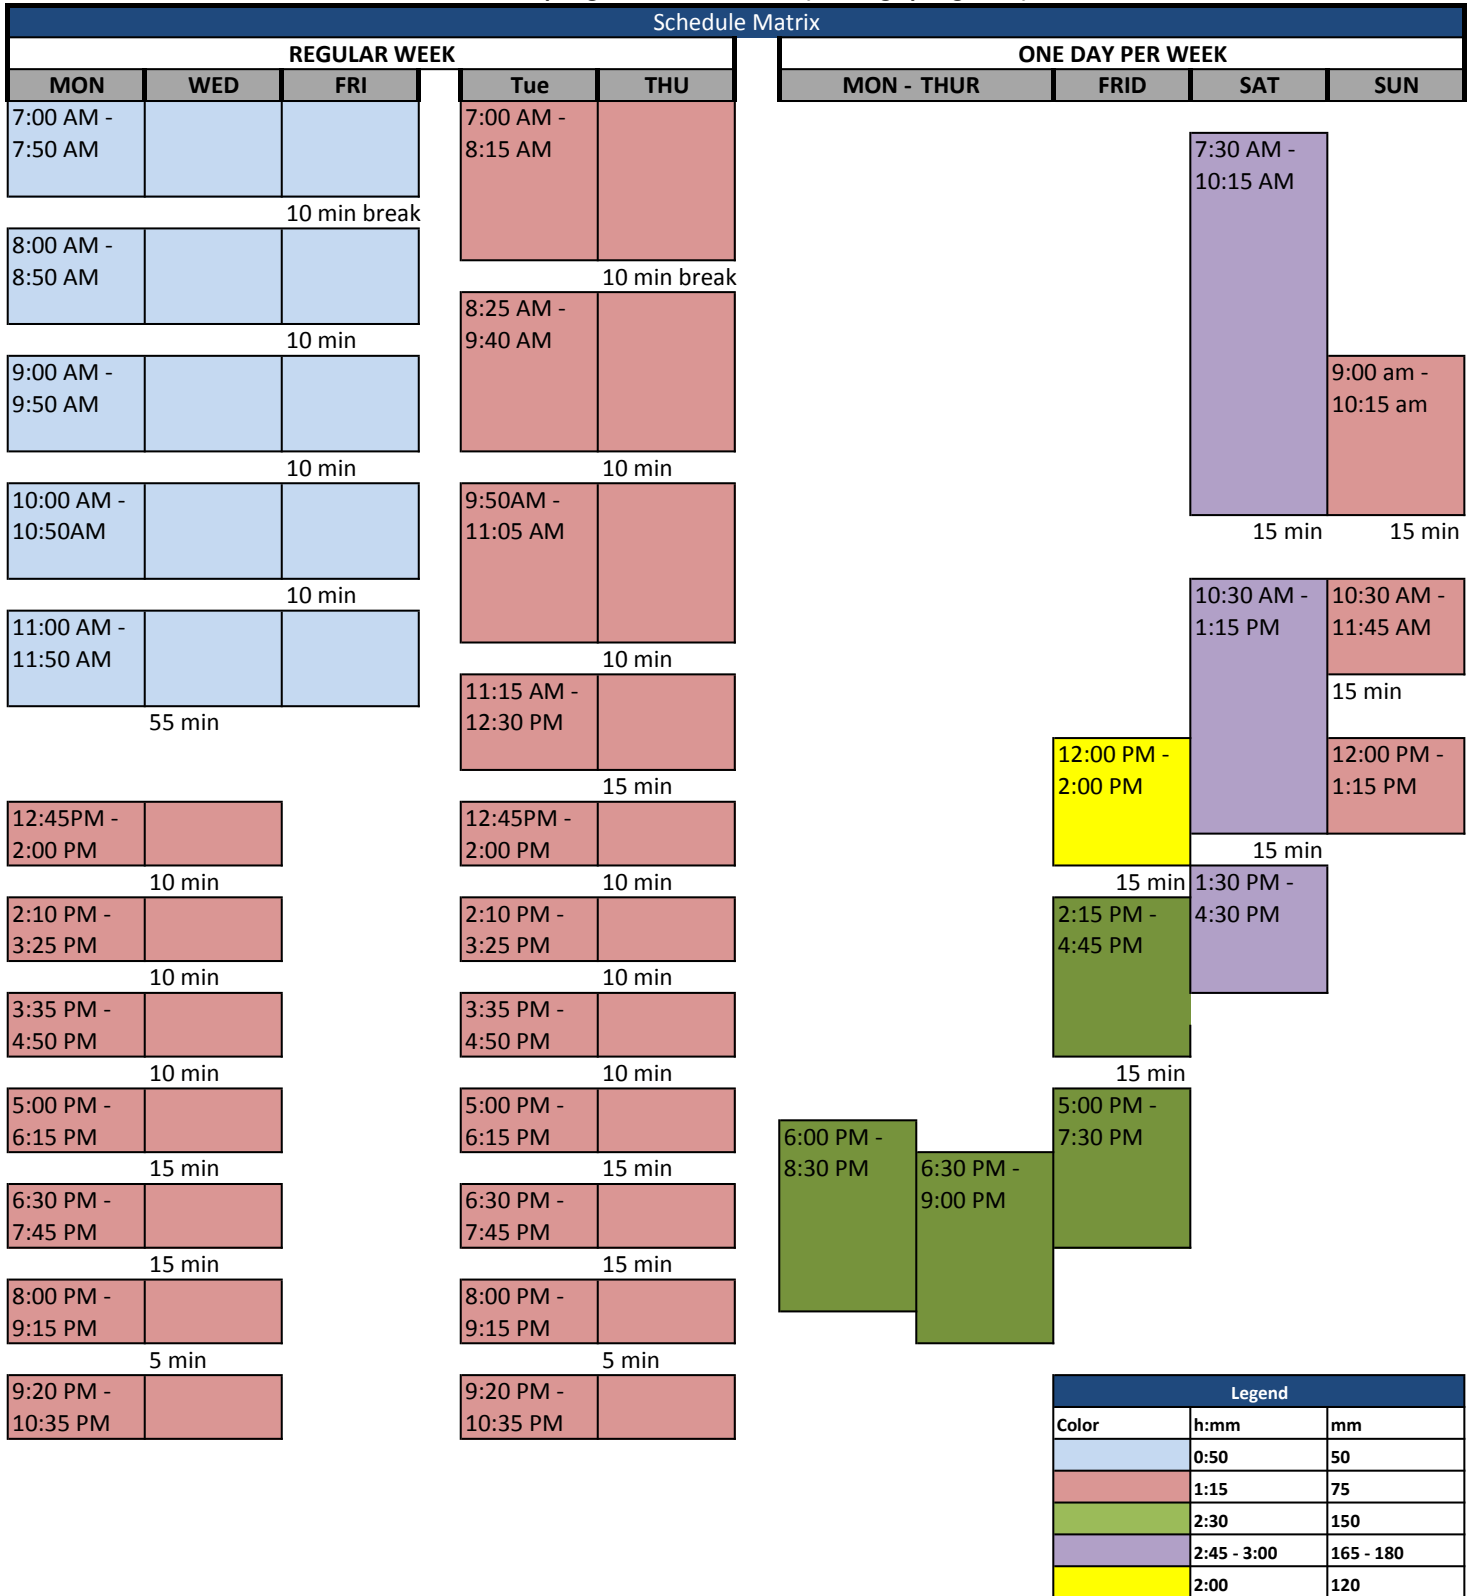 Schedule Matrix
REGULAR WEEK
ONE DAY PER WEEK
MON WED FRI Tue THU MON - THUR FRID SAT SUN
7:00 AM -
7:50 AM
10 min break
8:00 AM -
8:50 AM
10 min
9:00 AM -
9:50 AM
10 min
10:00 AM -
10:50AM
10 min
11:00 AM -
11:50 AM
55 min
12:45PM -
2:00 PM
10 min
2:10 PM -
3:25 PM
10 min
3:35 PM -
4:50 PM
10 min
5:00 PM -
6:15 PM
15 min
6:30 PM -
7:45 PM
15 min
8:00 PM -
9:15 PM
5 min
9:20 PM -
10:35 PM
7:00 AM -
8:15 AM
10 min break
8:25 AM -
9:40 AM
10 min
9:50AM -
11:05 AM
10 min
11:15 AM -
12:30 PM
15 min
12:45PM -
2:00 PM
10 min
2:10 PM -
3:25 PM
10 min
3:35 PM -
4:50 PM
10 min
5:00 PM -
6:15 PM
15 min
6:30 PM -
7:45 PM
15 min
8:00 PM -
9:15 PM
5 min
9:20 PM -
10:35 PM
6:00 PM -
8:30 PM
6:30 PM -
9:00 PM
12:00 PM -
2:00 PM
15 min
2:15 PM -
4:45 PM
15 min
5:00 PM -
7:30 PM
7:30 AM -
10:15 AM
15 min
10:30 AM -
1:15 PM
15 min
1:30 PM -
4:30 PM
9:00 am -
10:15 am
15 min
10:30 AM -
11:45 AM
15 min
12:00 PM -
1:15 PM
Legend
Color h:mm mm
0:50 50
1:15 75
2:30 150
2:45 - 3:00 165 - 180
2:00 120